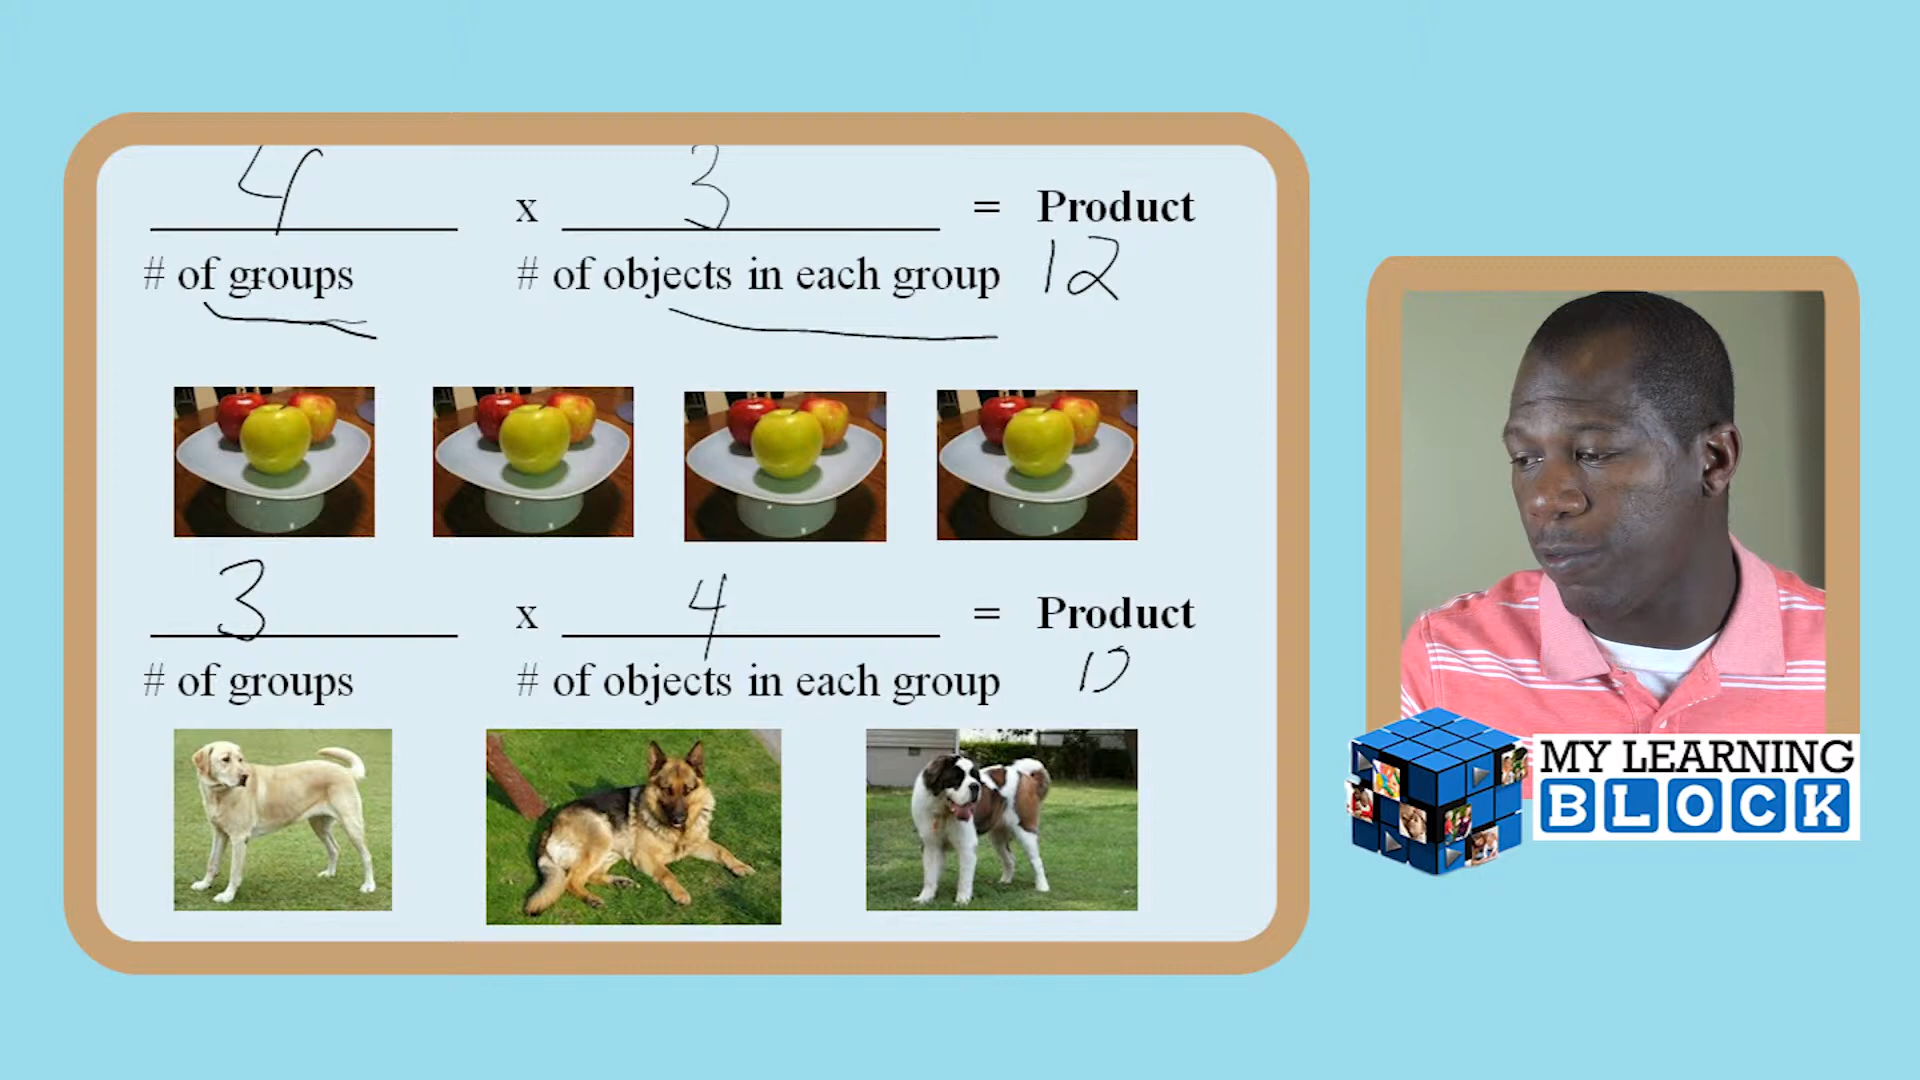 4 x 3 = Product
# of groups # of objects in each group 12
3 x 4 = Product
# of groups # of objects in each group
MY LEARNING
BLOCK